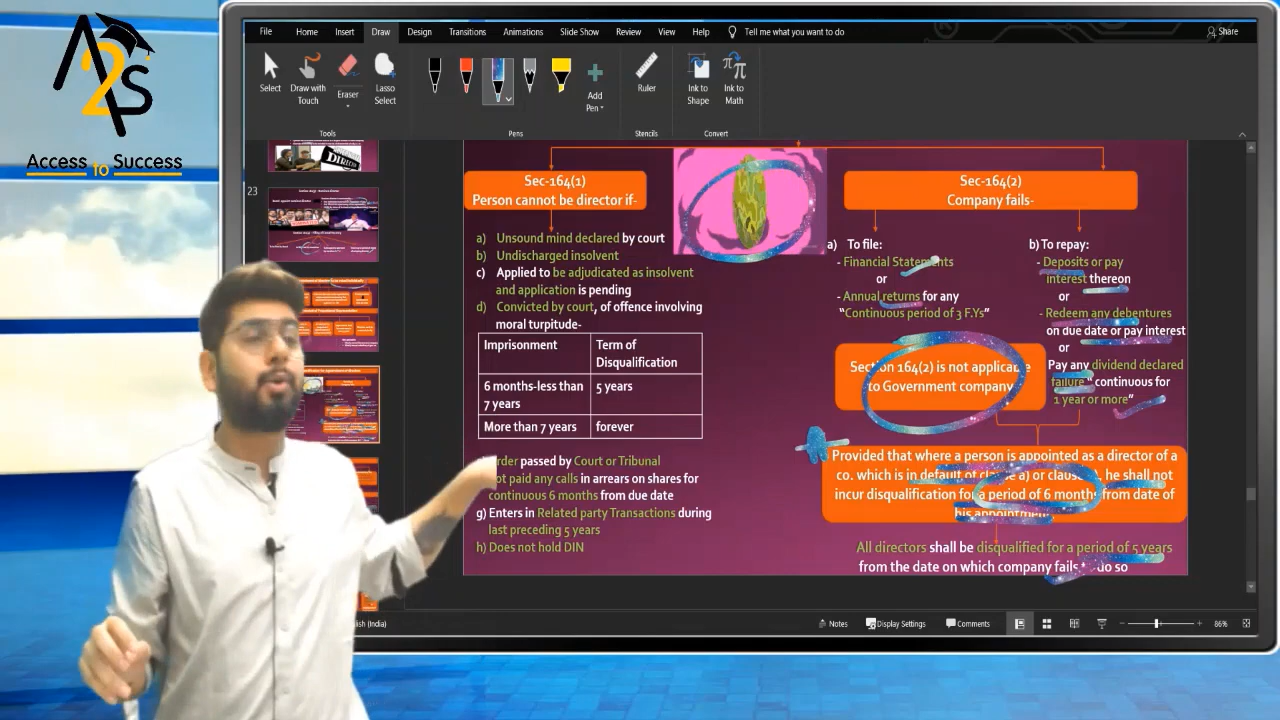 A2S
Access to Success
File Home Insert Draw Design Transitions Animations Slide Show Review View Help Tell me what you want to do Share
Select
Draw with Touch
Eraser
Lasso Select
Add Pen
Ruler
Ink to Shape
Ink to Math
Tools
Pens
Stencils
Convert
23
Sec-164(1)
Person cannot be director if-
a) Unsound mind declared by court
b) Undischarged insolvent
c) Applied to be adjudicated as insolvent
and application is pending
d) Convicted by court, of offence involving
moral turpitude-
Imprisonment Term of
Disqualification
6 months-less than 5 years
7 years
More than 7 years forever
passed by Court or Tribunal
paid any calls in arrears on shares for
continuous 6 months from due date
g) Enters in Related party Transactions during
last preceding 5 years
h) Does not hold DIN
Sec-164(2)
Company fails-
a) To file:
- Financial Statements
or
- Annual returns for any
"Continuous period of 3 F.Ys"
b) To repay:
- Deposits or pay
interest thereon
or
- Redeem any debentures
on due date or pay interest
or
Pay any dividend declared
failure" continuous for
1 year or more"
Section 164(2) is not applicable
to Government company
Provided that where a person is appointed as a director of a
co. which is in default of clause a) or clause), he shall not
incur disqualification for a period of 6 months from date of
his appointment
All directors shall be disqualified for a period of 5 years
from the date on which company fails to do so
lish (India)
Notes Display Settings Comments 86%